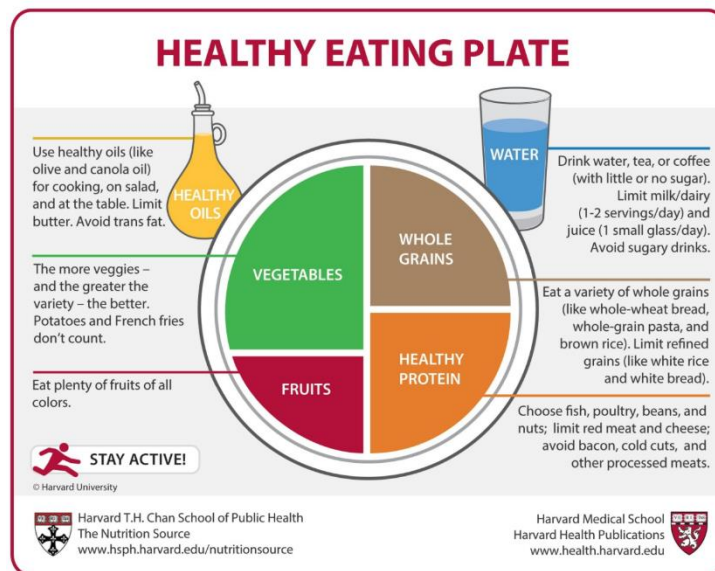 HEALTHY EATING PLATE
Use healthy oils (like
olive and canola oil)
for cooking, on salad,
and at the table. Limit
butter. Avoid trans fat.
HEALTHY
OILS
The more veggies –
and the greater the
variety – the better.
Potatoes and French fries
don't count.
Eat plenty of fruits of all
colors.
VEGETABLES
FRUITS
WHOLE
GRAINS
HEALTHY
PROTEIN
WATER
Drink water, tea, or coffee
(with little or no sugar).
Limit milk/dairy
(1-2 servings/day) and
juice (1 small glass/day).
Avoid sugary drinks.
Eat a variety of whole grains
(like whole-wheat bread,
whole-grain pasta, and
brown rice). Limit refined
grains (like white rice
and white bread).
Choose fish, poultry, beans, and
nuts; limit red meat and cheese;
avoid bacon, cold cuts, and
other processed meats.
STAY ACTIVE!
© Harvard University
Harvard T.H. Chan School of Public Health
The Nutrition Source
www.hsph.harvard.edu/nutritionsource
Harvard Medical School
Harvard Health Publications
www.health.harvard.edu